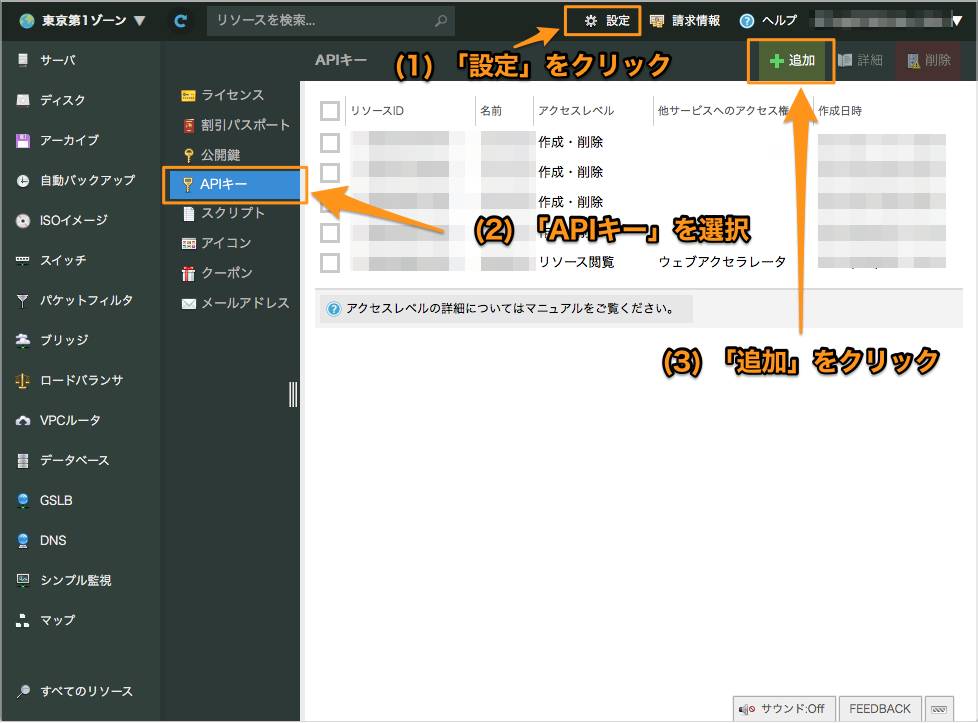 東京第1ゾーン ▼
リソースを検索...
設定
請求情報
ヘルプ
▼
(1) 「設定」をクリック
APIキー
追加
詳細
削除
サーバ
ディスク
アーカイブ
自動バックアップ
ISOイメージ
スイッチ
パケットフィルタ
ブリッジ
ロードバランサ
VPCルータ
データベース
GSLB
DNS
シンプル監視
マップ
すべてのリソース
ライセンス
割引パスポート
公開鍵
APIキー
スクリプト
アイコン
クーポン
メールアドレス
リソースID 名前 アクセスレベル 他サービスへのアクセス権 作成日時
作成・削除
作成・削除
作成・削除
(2) 「APIキー」を選択
リソース閲覧 ウェブアクセラレータ
アクセスレベルの詳細についてはマニュアルをご覧ください。
(3) 「追加」をクリック
サウンド:Off
FEEDBACK